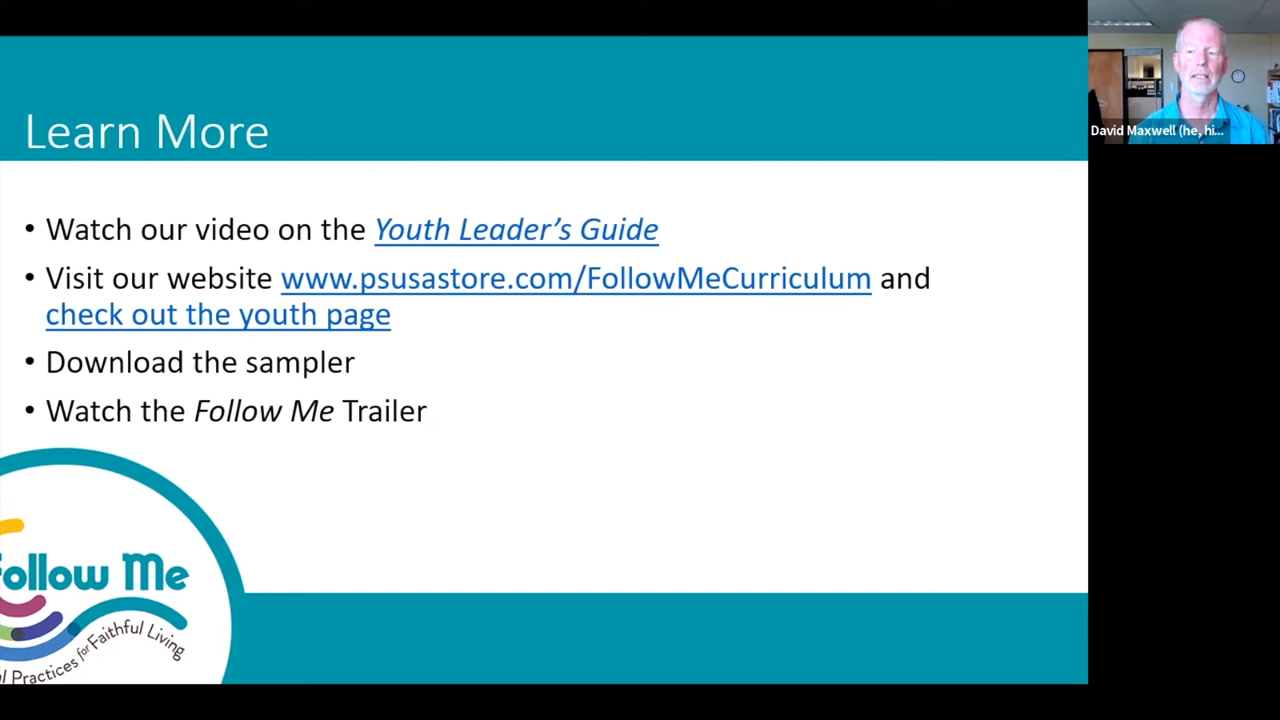 Learn More
• Watch our video on the Youth Leader’s Guide
• Visit our website www.psusastore.com/FollowMeCurriculum and
check out the youth page
• Download the sampler
• Watch the Follow Me Trailer
Follow Me
Practices for Faithful Living
David Maxwell (he, hi...